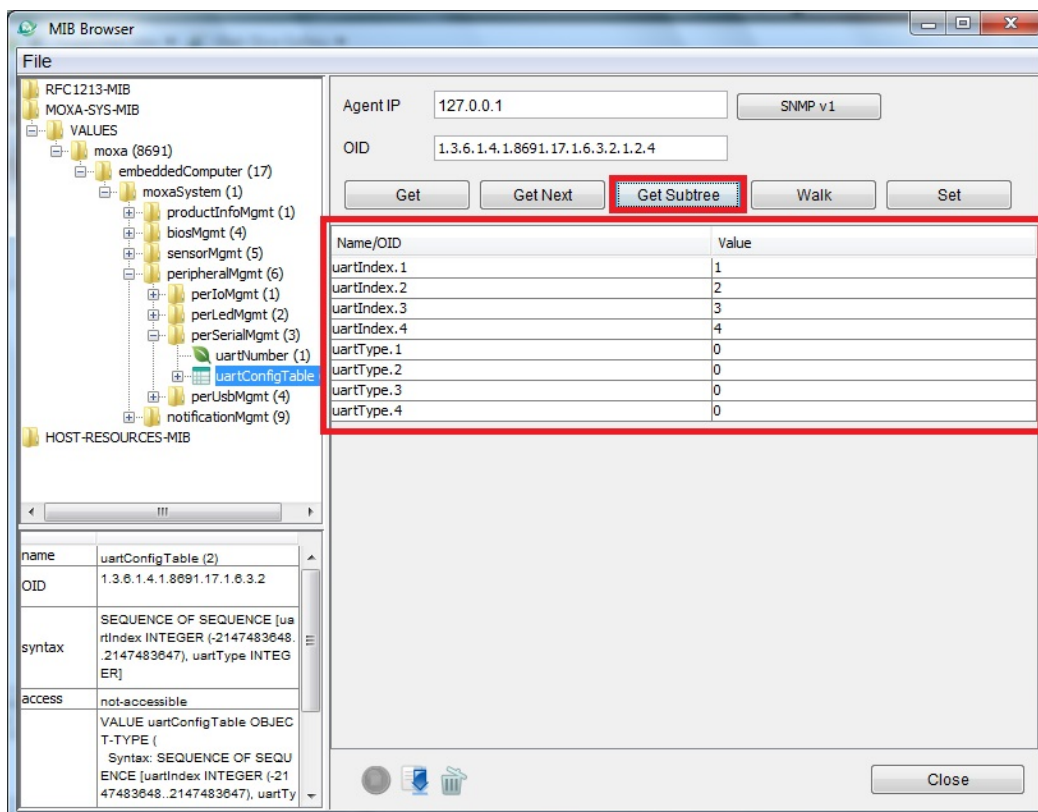 MIB Browser
File
RFC1213-MIB
MOXA-SYS-MIB
VALUES
moxa (8691)
embeddedComputer (17)
moxaSystem (1)
productInfoMgmt (1)
biosMgmt (4)
sensorMgmt (5)
peripheralMgmt (6)
perIoMgmt (1)
perLedMgmt (2)
perSerialMgmt (3)
uartNumber (1)
uartConfigTable
perUsbMgmt (4)
notificationMgmt (9)
HOST-RESOURCES-MIB
name uartConfigTable (2)
OID 1.3.6.1.4.1.8691.17.1.6.3.2
syntax SEQUENCE OF SEQUENCE [ua
rtIndex INTEGER (-2147483648.
.2147483647), uartType INTEG
ER]
access not-accessible
VALUE uartConfigTable OBJEC
T-TYPE (
Syntax: SEQUENCE OF SEQU
ENCE [uartIndex INTEGER (-21
47483648..2147483647), uartTy
Agent IP 127.0.0.1 SNMP v1
OID 1.3.6.1.4.1.8691.17.1.6.3.2.1.2.4
Get Get Next Get Subtree Walk Set
Name/OID Value
uartIndex.1 1
uartIndex.2 2
uartIndex.3 3
uartIndex.4 4
uartType.1 0
uartType.2 0
uartType.3 0
uartType.4 0
Close